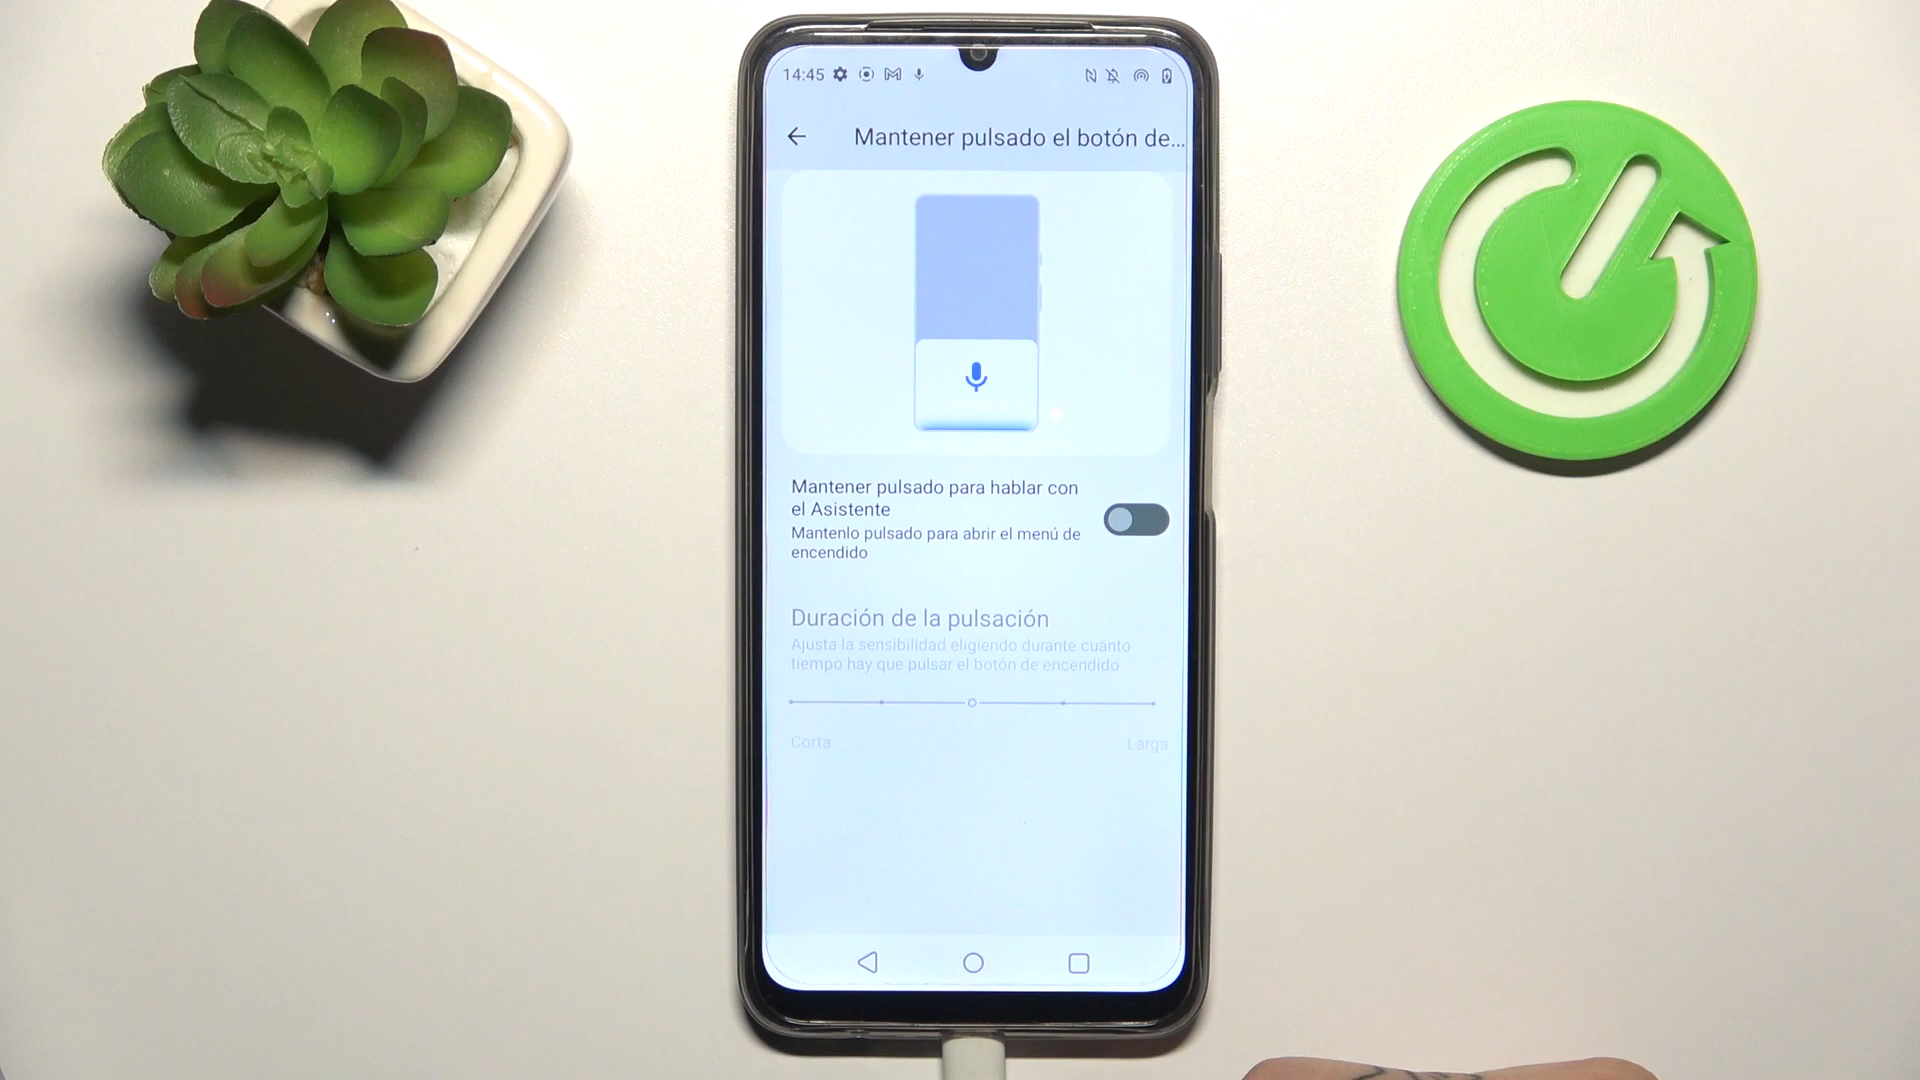 14:45
Mantener pulsado el botón de...
Mantener pulsado para hablar con
el Asistente
Mantenlo pulsado para abrir el menú de
encendido
Duración de la pulsación
Ajusta la sensibilidad eligiendo durante cuánto
tiempo hay que pulsar el botón de encendido
Corta
Larga